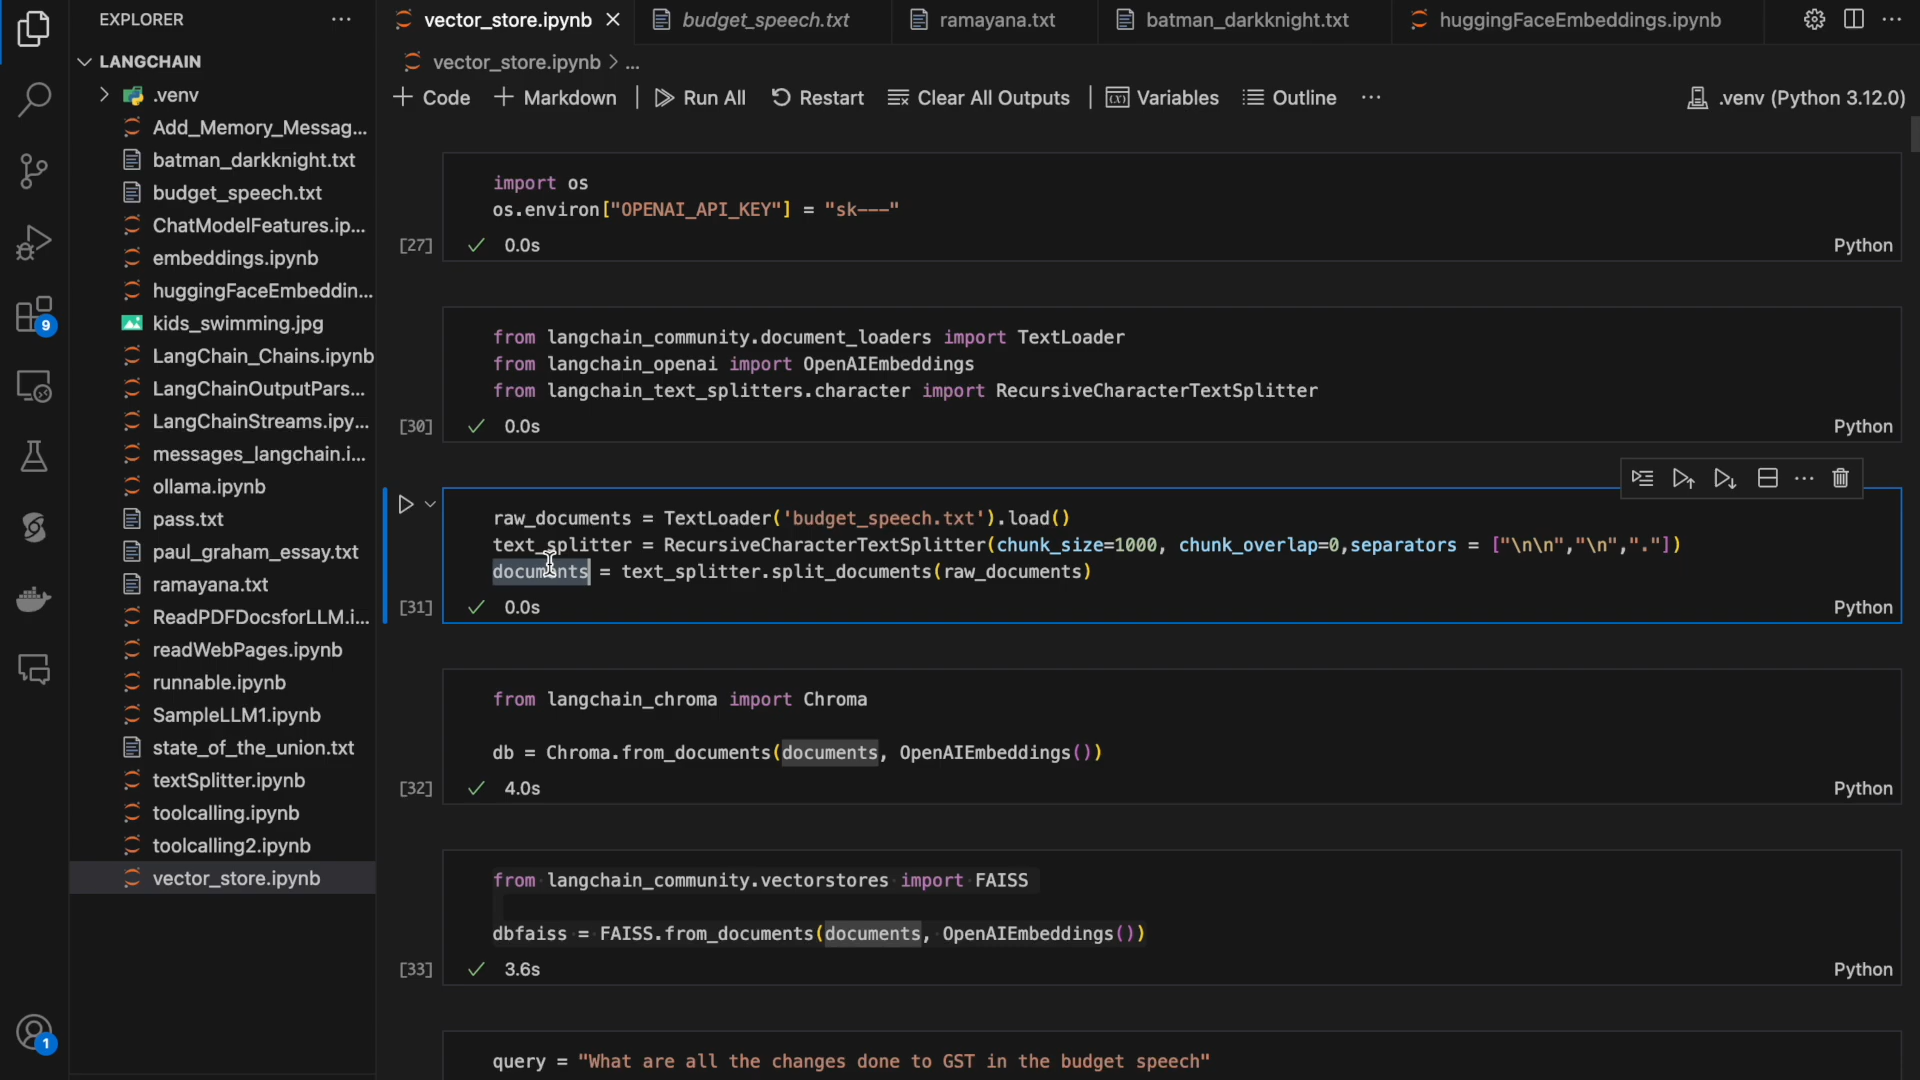 EXPLORER
LANGCHAIN
.venv
Add_Memory_Messag...
batman_darkknight.txt
budget_speech.txt
ChatModelFeatures.ip...
embeddings.ipynb
huggingFaceEmbeddin...
kids_swimming.jpg
LangChain_Chains.ipynb
LangChainOutputPars...
LangChainStreams.ipy...
messages_langchain.i...
ollama.ipynb
pass.txt
paul_graham_essay.txt
ramayana.txt
ReadPDFDocsforLLM.i...
readWebPages.ipynb
runnable.ipynb
SampleLLM1.ipynb
state_of_the_union.txt
textSplitter.ipynb
toolcalling.ipynb
toolcalling2.ipynb
vector_store.ipynb
9
1
vector_store.ipynb budget_speech.txt ramayana.txt batman_darkknight.txt huggingFaceEmbeddings.ipynb
vector_store.ipynb > ...
+ Code + Markdown | Run All Restart Clear All Outputs | Variables Outline ... .venv (Python 3.12.0)
import os
os.environ["OPENAI_API_KEY"] = "sk---"
[27] ✓ 0.0s Python
from langchain_community.document_loaders import TextLoader
from langchain_openai import OpenAIEmbeddings
from langchain_text_splitters.character import RecursiveCharacterTextSplitter
[30] ✓ 0.0s Python
raw_documents = TextLoader('budget_speech.txt').load()
text_splitter = RecursiveCharacterTextSplitter(chunk_size=1000, chunk_overlap=0,separators = ["\n\n","\n","."])
documents = text_splitter.split_documents(raw_documents)
[31] ✓ 0.0s Python
from langchain_chroma import Chroma
db = Chroma.from_documents(documents, OpenAIEmbeddings())
[32] ✓ 4.0s Python
from langchain_community.vectorstores import FAISS
dbfaiss = FAISS.from_documents(documents, OpenAIEmbeddings())
[33] ✓ 3.6s Python
query = "What are all the changes done to GST in the budget speech"